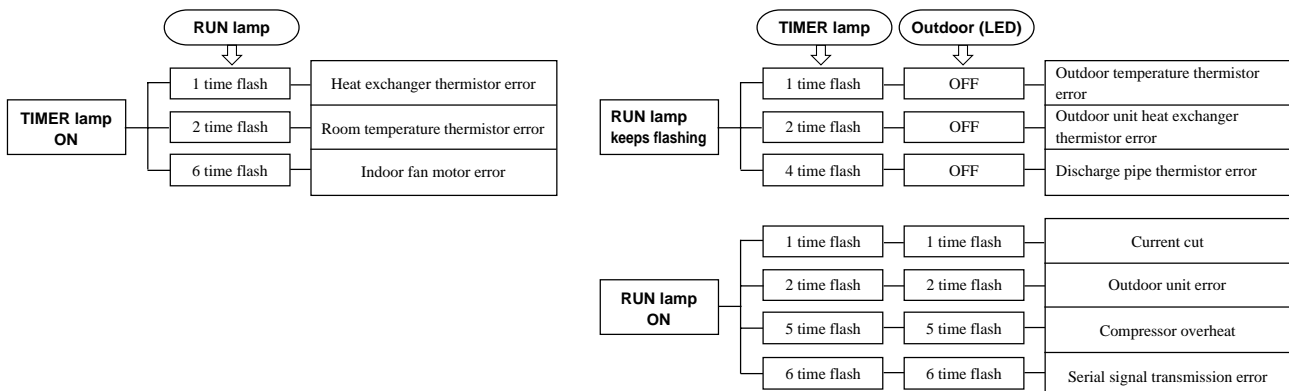 RUN lamp
1 time flash
Heat exchanger thermistor error
TIMER lamp
ON
2 time flash
Room temperature thermistor error
6 time flash
Indoor fan motor error
TIMER lamp
Outdoor (LED)
1 time flash
OFF
Outdoor temperature thermistor
error
RUN lamp
keeps flashing
2 time flash
OFF
Outdoor unit heat exchanger
thermistor error
4 time flash
OFF
Discharge pipe thermistor error
1 time flash
1 time flash
Current cut
RUN lamp
ON
2 time flash
2 time flash
Outdoor unit error
5 time flash
5 time flash
Compressor overheat
6 time flash
6 time flash
Serial signal transmission error